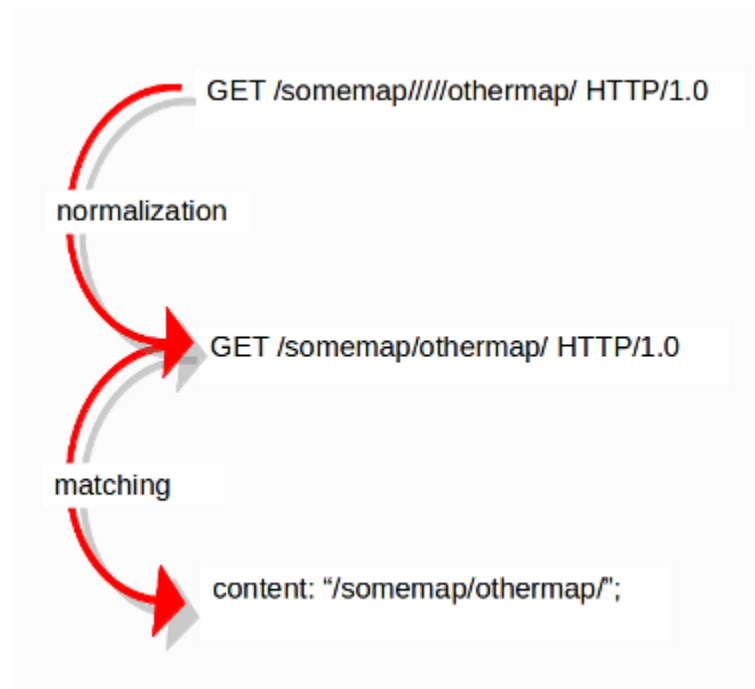 GET /somemap/////othermap/ HTTP/1.0
normalization
GET /somemap/othermap/ HTTP/1.0
matching
content: “/somemap/othermap/”;